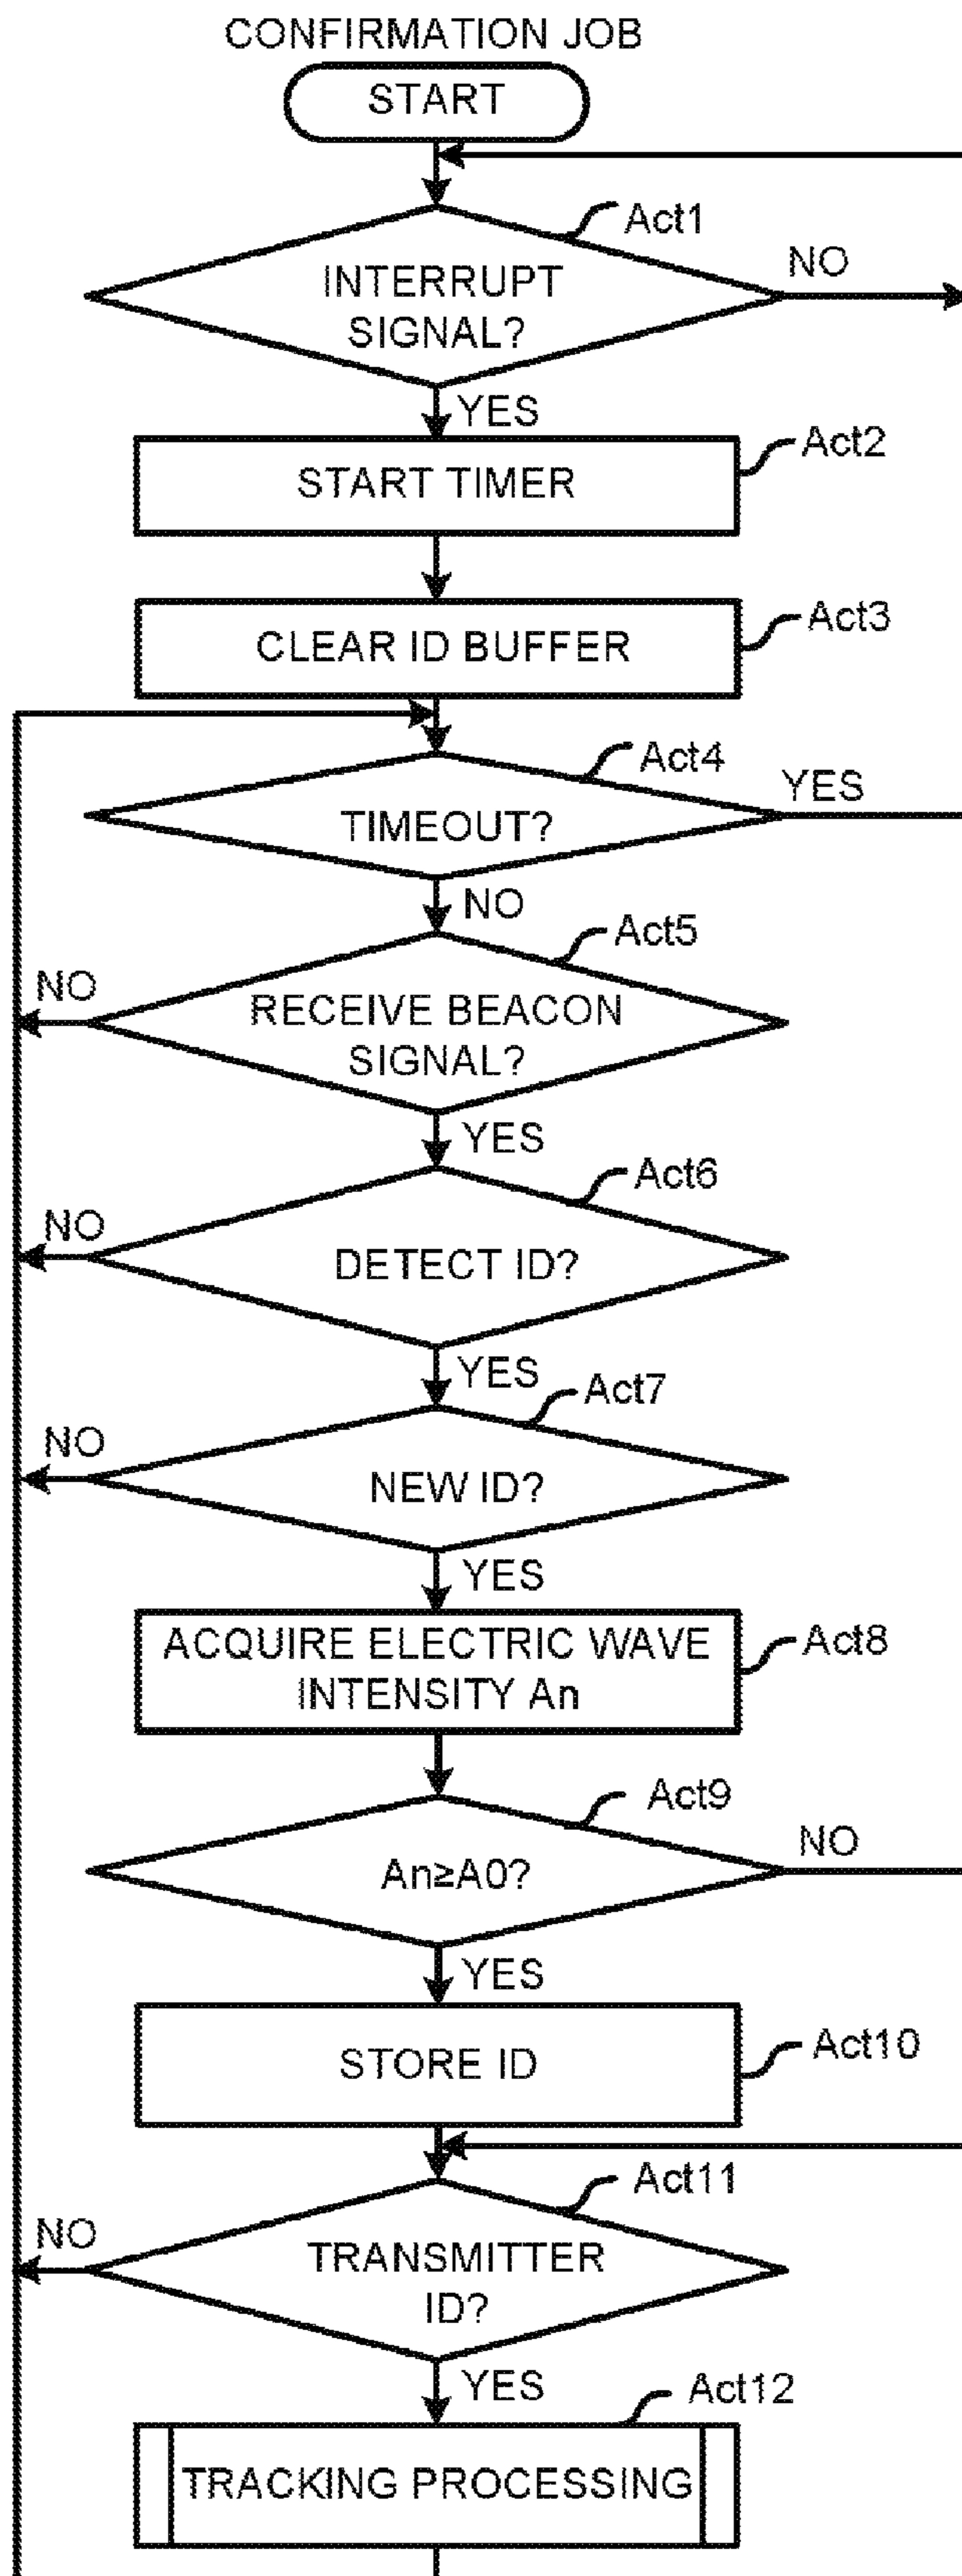 CONFIRMATION JOB
START
Act1
INTERRUPT
SIGNAL?
NO
YES
Act2
START TIMER
Act3
CLEAR ID BUFFER
Act4
TIMEOUT?
YES
NO
Act5
RECEIVE BEACON
SIGNAL?
NO
YES
Act6
DETECT ID?
NO
YES
Act7
NEW ID?
NO
YES
Act8
ACQUIRE ELECTRIC WAVE
INTENSITY An
Act9
An≥A0?
NO
YES
Act10
STORE ID
Act11
TRANSMITTER
ID?
NO
YES
Act12
TRACKING PROCESSING